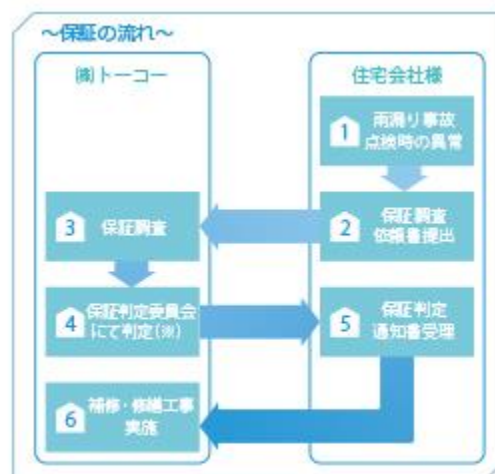 ～保証の流れ～
㈱トーコー
住宅会社様
1
雨漏り事故
点検時の異常
2
保証調査
依頼書提出
3
保証調査
4
保証判定委員会
にて判定(※)
5
保証判定
通知書受理
6
補修・修繕工事
実施